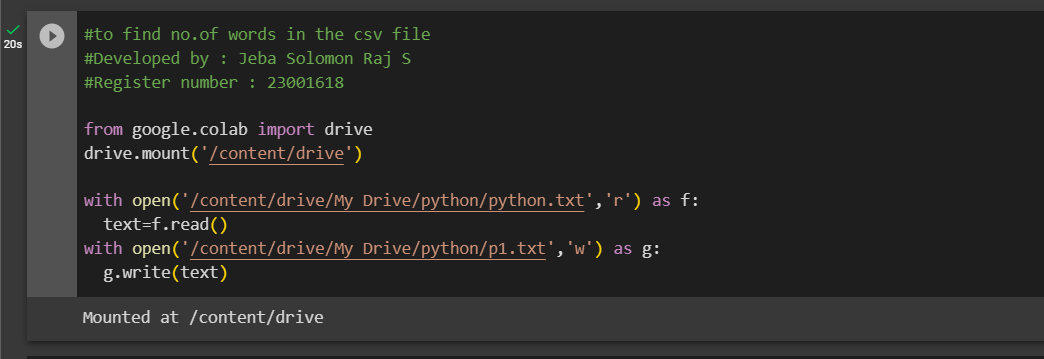 #to find no.of words in the csv file
#Developed by : Jeba Solomon Raj S
#Register number : 23001618
20s
from google.colab import drive
drive.mount('/content/drive')
with open('/content/drive/My Drive/python/python.txt','r') as f:
  text=f.read()
with open('/content/drive/My Drive/python/p1.txt','w') as g:
  g.write(text)
Mounted at /content/drive